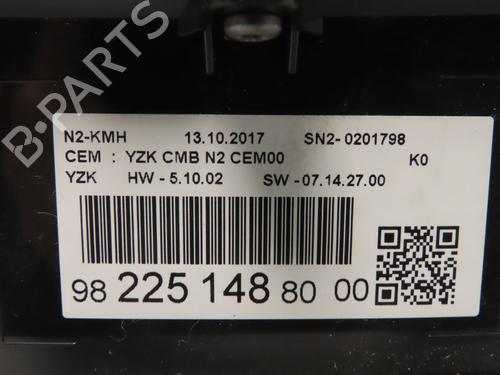 N2-KMH 13.10.2017 SN2- 0201798
CEM : YZK CMB N2 CEM00 K0
YZK HW - 5.10.02 SW - 07.14.27.00
98 225 148 80 00
B-PARTS